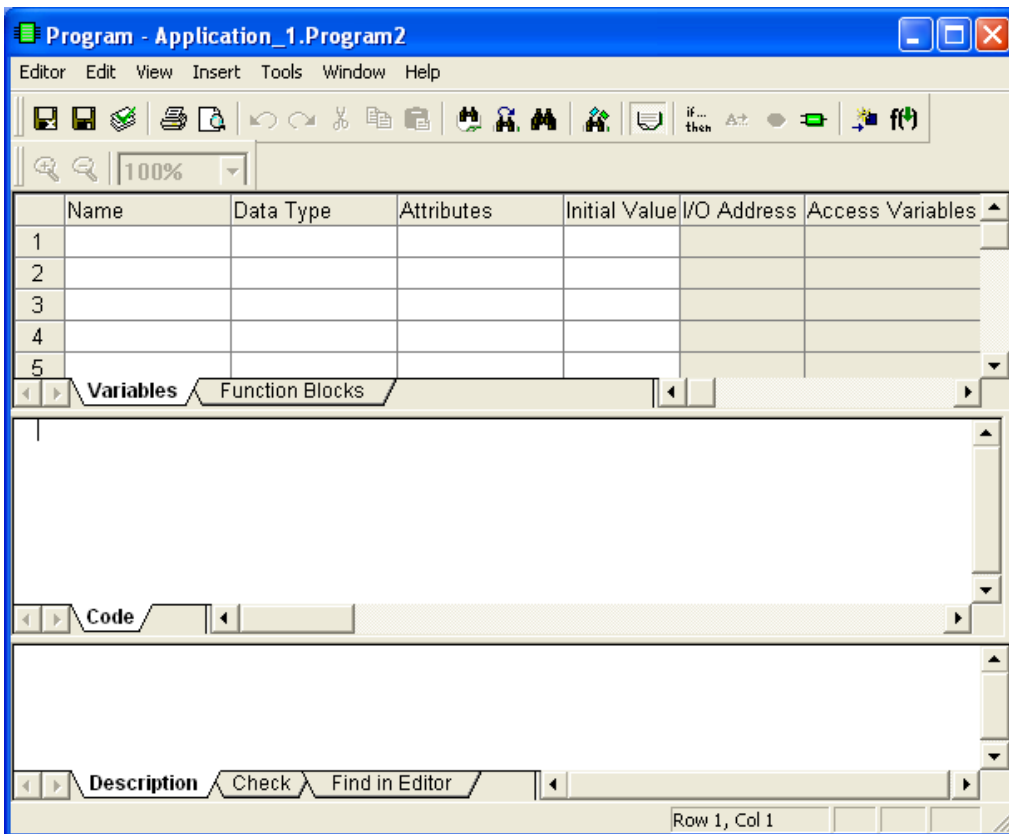 Program - Application_1.Program2
Editor Edit View Insert Tools Window Help
if... then f(
100%
Name Data Type Attributes Initial Value I/O Address Access Variables
1
2
3
4
5
Variables Function Blocks
Code
Description Check Find in Editor
Row 1, Col 1